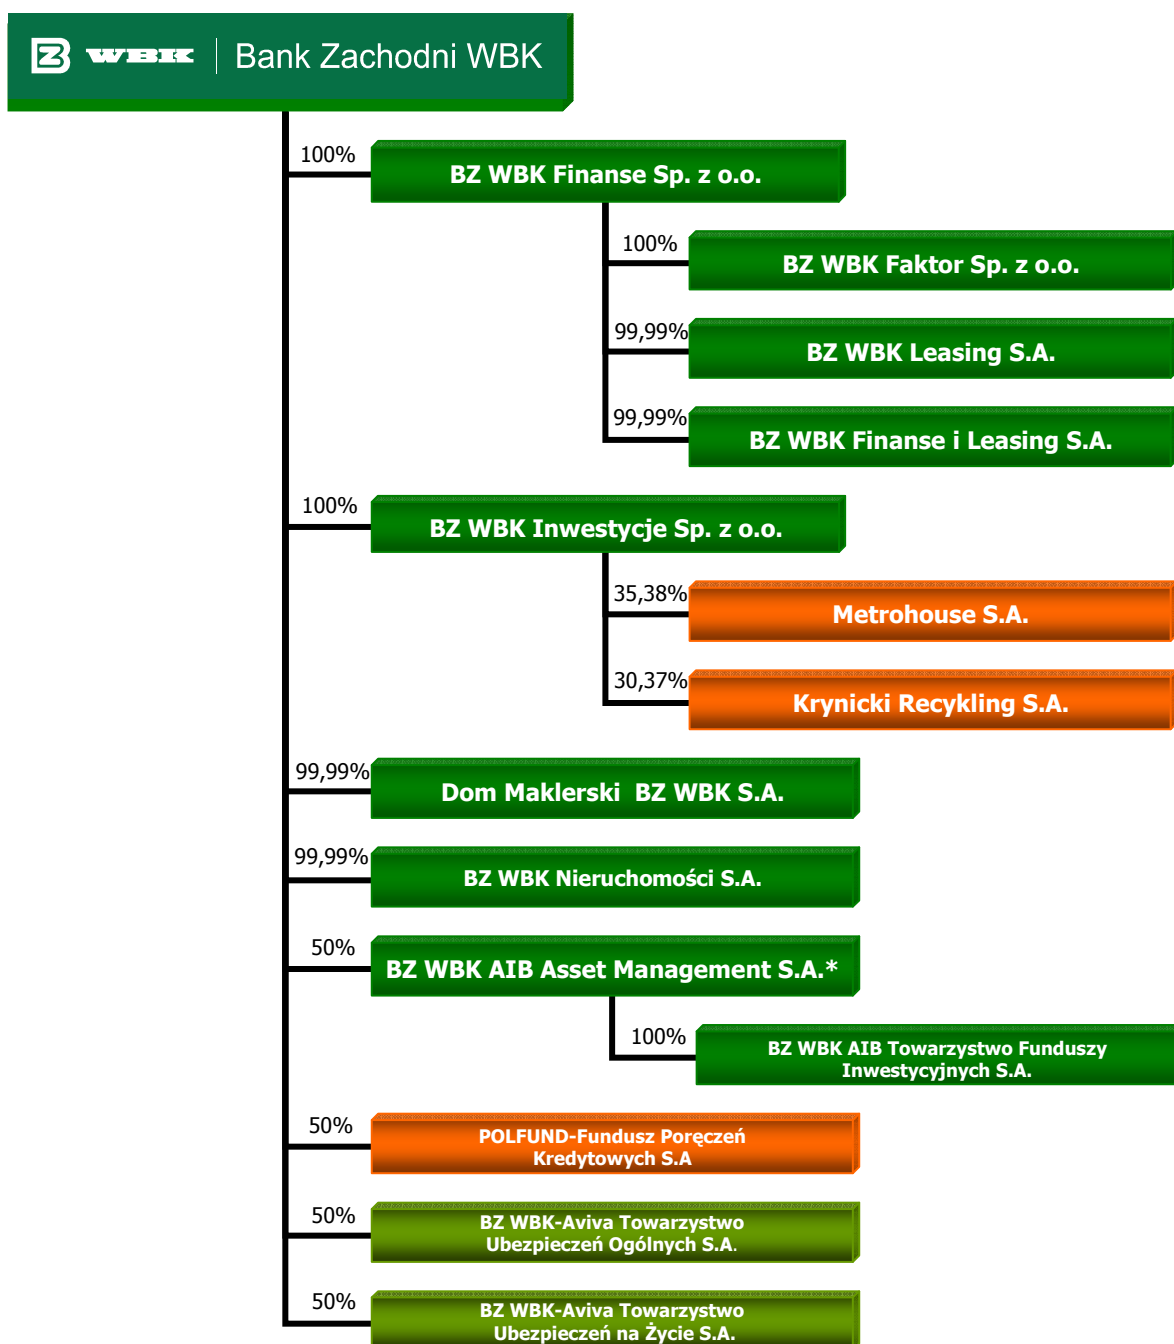 BZ WBK | Bank Zachodni WBK
100%
BZ WBK Finanse Sp. z o.o.
100%
BZ WBK Faktor Sp. z o.o.
99,99%
BZ WBK Leasing S.A.
99,99%
BZ WBK Finanse i Leasing S.A.
100%
BZ WBK Inwestycje Sp. z o.o.
35,38%
Metrohouse S.A.
30,37%
Krynicki Recykling S.A.
99,99%
Dom Maklerski BZ WBK S.A.
99,99%
BZ WBK Nieruchomości S.A.
50%
BZ WBK AIB Asset Management S.A.*
100%
BZ WBK AIB Towarzystwo Funduszy
Inwestycyjnych S.A.
50%
POLFUND-Fundusz Poręczeń
Kredytowych S.A
50%
BZ WBK-Aviva Towarzystwo
Ubezpieczeń Ogólnych S.A.
50%
BZ WBK-Aviva Towarzystwo
Ubezpieczeń na Życie S.A.